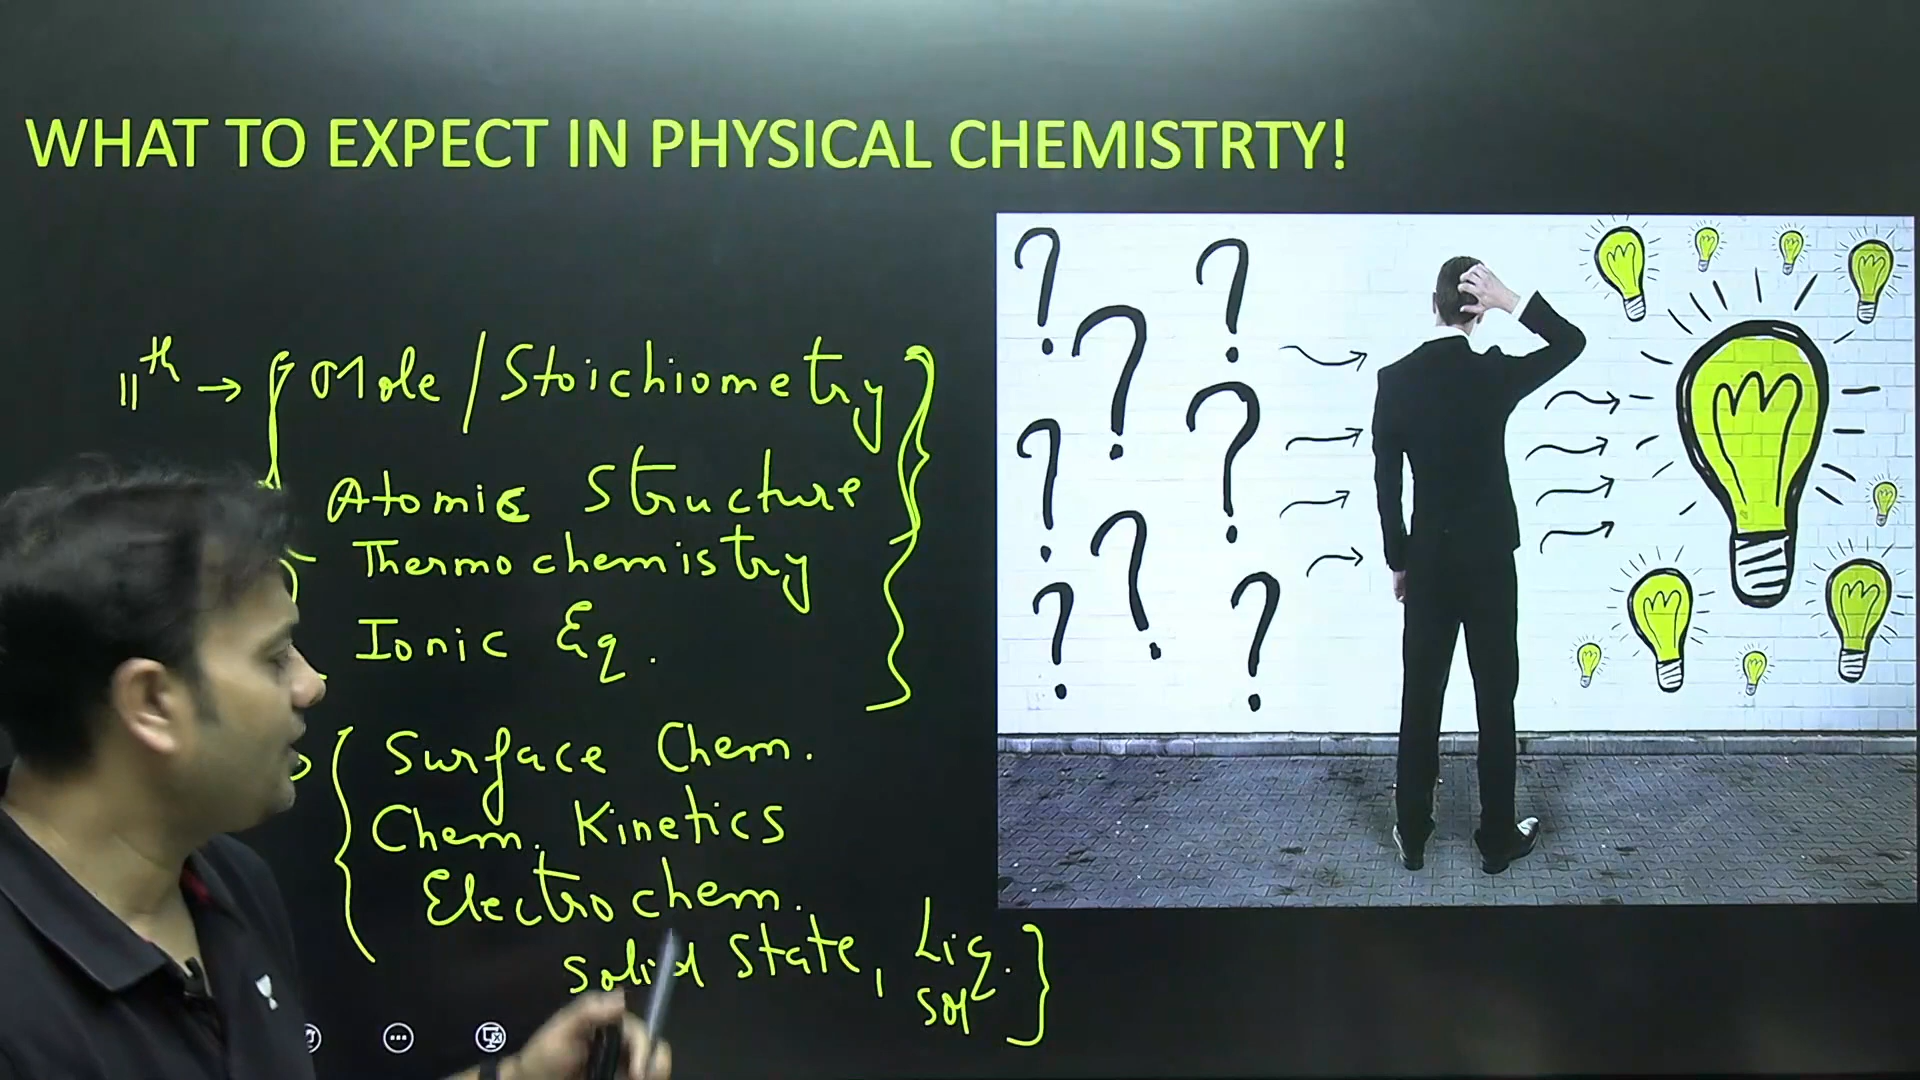 WHAT TO EXPECT IN PHYSICAL CHEMISTRTY!
11th → Mole / Stoichiometry
Atomic Structure
Thermochemistry
Ionic Eq.
Surface Chem.
Chem. Kinetics
Electrochem.
Solid State, Liq.
Sol